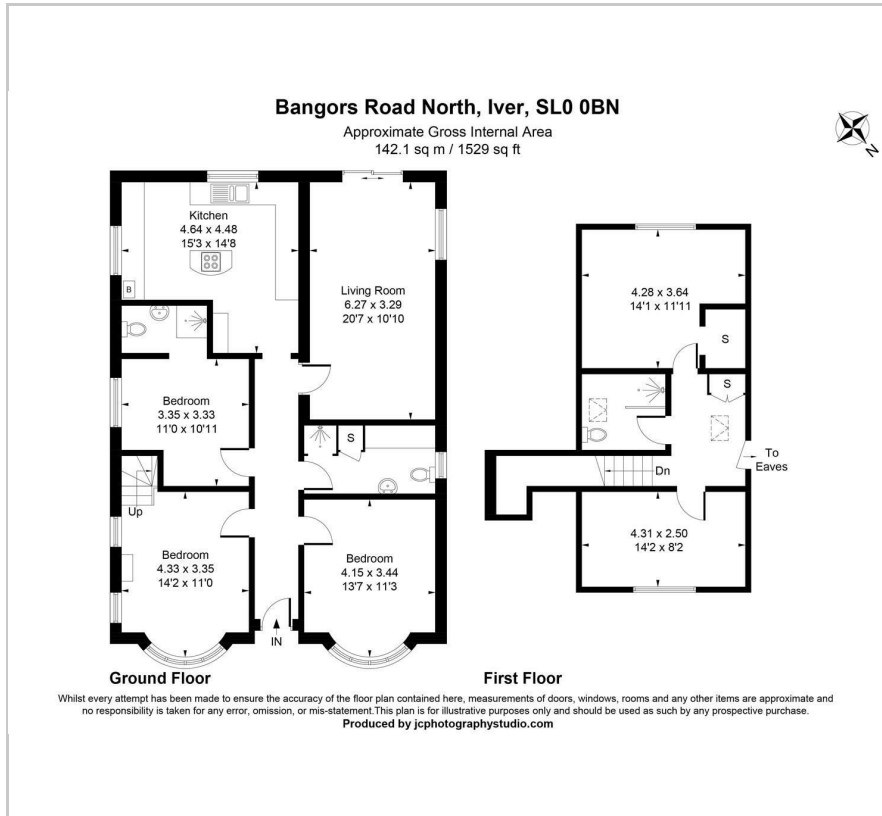 Bangors Road North, Iver, SL0 0BN
Approximate Gross Internal Area
142.1 sq m / 1529 sq ft
N
Kitchen
4.64 x 4.48
15'3 x 14'8
B
Living Room
6.27 x 3.29
20'7 x 10'10
Bedroom
3.35 x 3.33
11'0 x 10'11
S
Up
Bedroom
4.33 x 3.35
14'2 x 11'0
Bedroom
4.15 x 3.44
13'7 x 11'3
IN
Ground Floor
4.28 x 3.64
14'1 x 11'11
S
S
To
Eaves
Dn
4.31 x 2.50
14'2 x 8'2
First Floor
Whilst every attempt has been made to ensure the accuracy of the floor plan contained here, measurements of doors, windows, rooms and any other items are approximate and
no responsibility is taken for any error, omission, or mis-statement.This plan is for illustrative purposes only and should be used as such by any prospective purchase.
Produced by jcphotographystudio.com